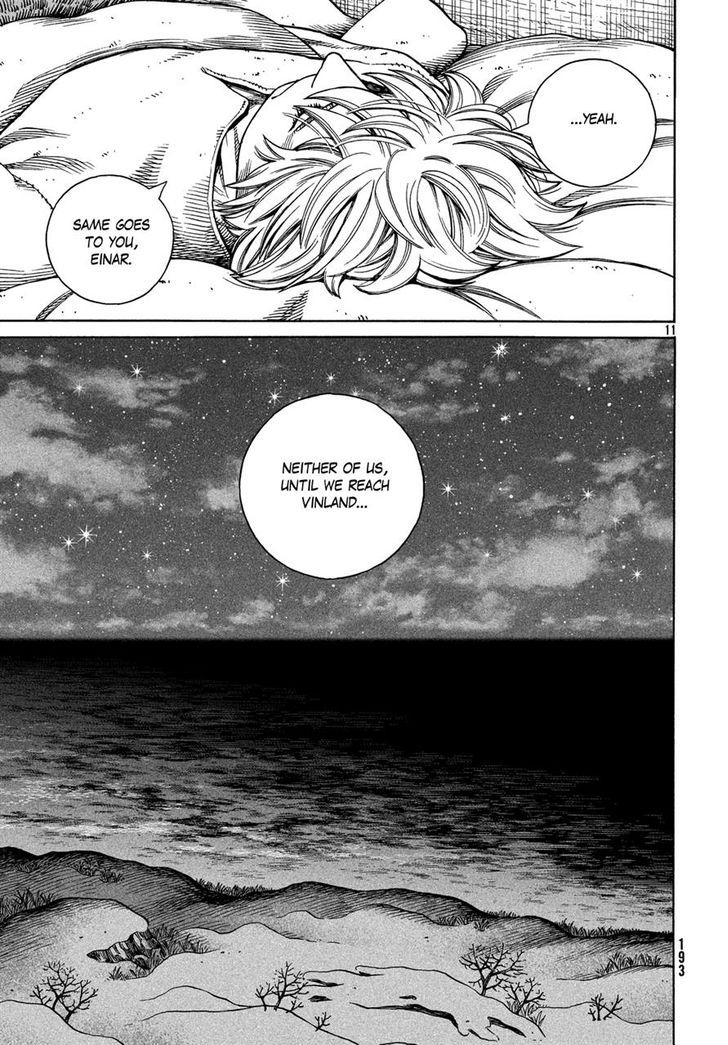 ...YEAH.
SAME GOES
TO YOU,
EINAR.
11
NEITHER OF US,
UNTIL WE REACH
VINLAND...
193